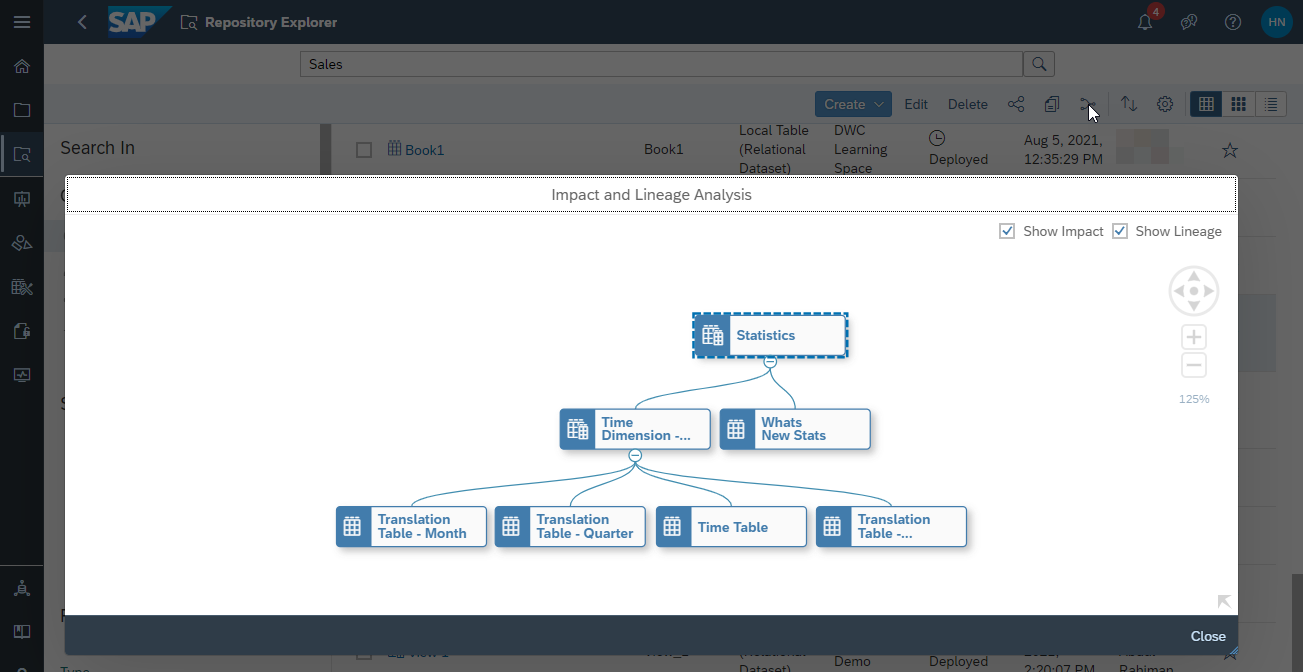 SAP
Repository Explorer
4
HN
Sales
Create
Edit
Delete
Search In
Book1
Book1
Local Table
(Relational
Dataset)
DWC
Learning
Space
Deployed
Aug 5, 2021,
12:35:29 PM
Impact and Lineage Analysis
Show Impact
Show Lineage
125%
Statistics
Time
Dimension -...
Whats
New Stats
Translation
Table - Month
Translation
Table - Quarter
Time Table
Translation
Table -...
Close
Dataset)
Demo
Deployed
2:20:07 PM
Rahiman
Type